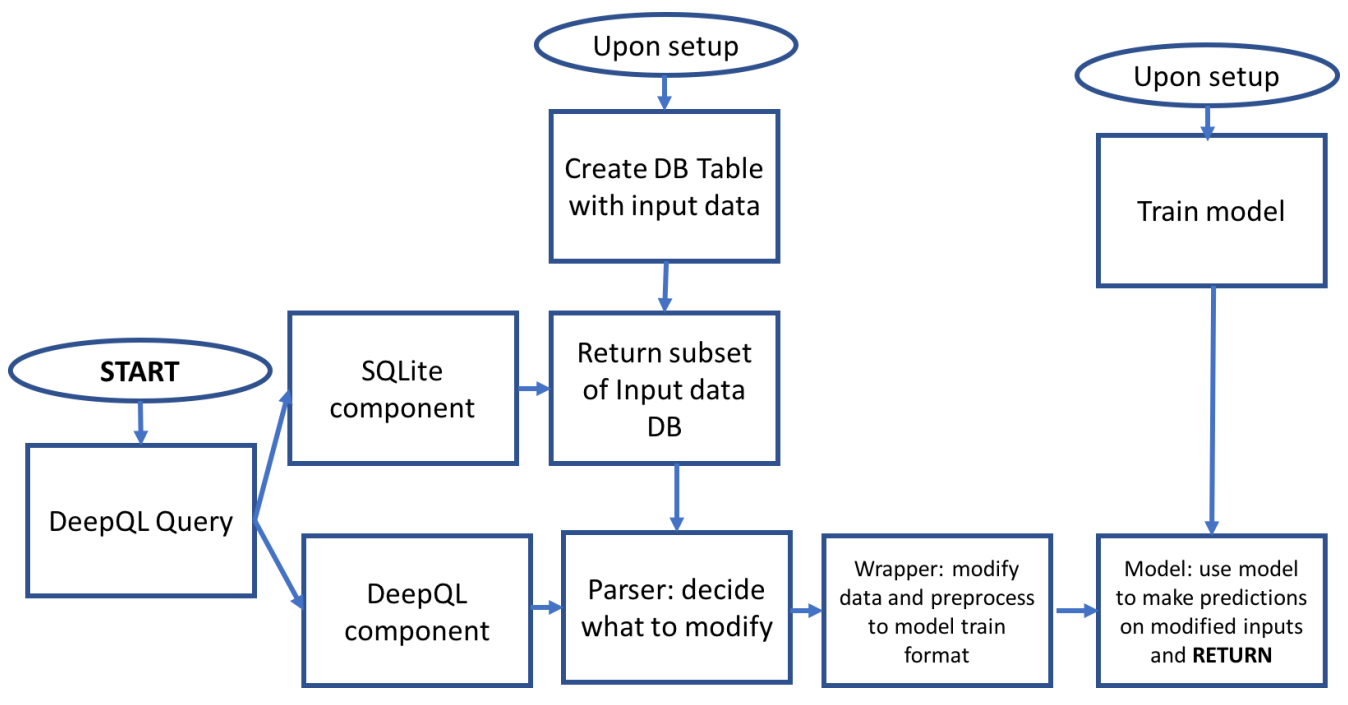 Upon setup
Upon setup
Create DB Table
with input data
Train model
START
SQLite
component
Return subset
of Input data
DB
DeepQL Query
DeepQL
component
Parser: decide
what to modify
Wrapper: modify
data and preprocess
to model train
format
Model: use model
to make predictions
on modified inputs
and RETURN